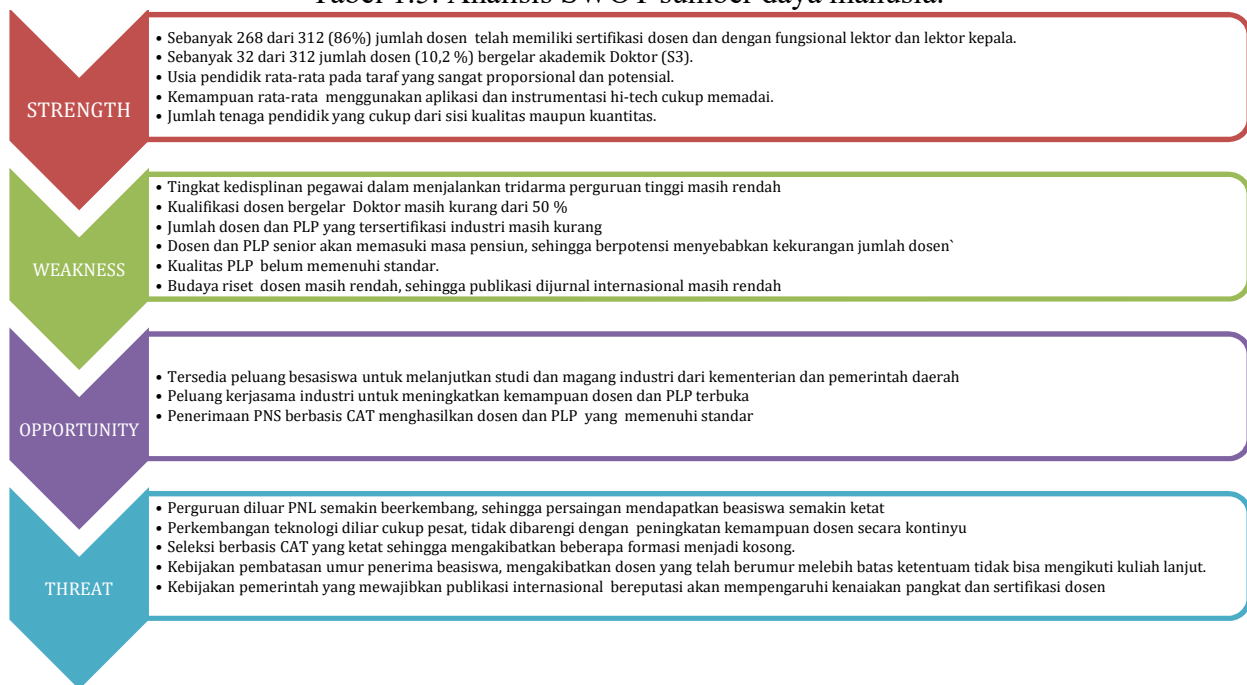 Tabel 1.5. Analisis SWOT sumber daya manusia.
STRENGTH
• Sebanyak 268 dari 312 (86%) jumlah dosen telah memiliki sertifikasi dosen dan dengan fungsional lektor dan lektor kepala.
• Sebanyak 32 dari 312 jumlah dosen (10,2 %) bergelar akademik Doktor (S3).
• Usia pendidik rata-rata pada taraf yang sangat proporsional dan potensial.
• Kemampuan rata-rata menggunakan aplikasi dan instrumentasi hi-tech cukup memadai.
• Jumlah tenaga pendidik yang cukup dari sisi kualitas maupun kuantitas.
WEAKNESS
• Tingkat kedisplinan pegawai dalam menjalankan tridarma perguruan tinggi masih rendah
• Kualifikasi dosen bergelar Doktor masih kurang dari 50 %
• Jumlah dosen dan PLP yang tersertifikasi industri masih kurang
• Dosen dan PLP senior akan memasuki masa pensiun, sehingga berpotensi menyebabkan kekurangan jumlah dosen`
• Kualitas PLP belum memenuhi standar.
• Budaya riset dosen masih rendah, sehingga publikasi dijurnal internasional masih rendah
OPPORTUNITY
• Tersedia peluang besasiswa untuk melanjutkan studi dan magang industri dari kementerian dan pemerintah daerah
• Peluang kerjasama industri untuk meningkatkan kemampuan dosen dan PLP terbuka
• Penerimaan PNS berbasis CAT menghasilkan dosen dan PLP yang memenuhi standar
THREAT
• Perguruan diluar PNL semakin beerkembang, sehingga persaingan mendapatkan beasiswa semakin ketat
• Perkembangan teknologi diliar cukup pesat, tidak dibarengi dengan peningkatan kemampuan dosen secara kontinyu
• Seleksi berbasis CAT yang ketat sehingga mengakibatkan beberapa formasi menjadi kosong.
• Kebijakan pembatasan umur penerima beasiswa, mengakibatkan dosen yang telah berumur melebih batas ketentuam tidak bisa mengikuti kuliah lanjut.
• Kebijakan pemerintah yang mewajibkan publikasi internasional bereputasi akan mempengaruhi kenaiakan pangkat dan sertifikasi dosen